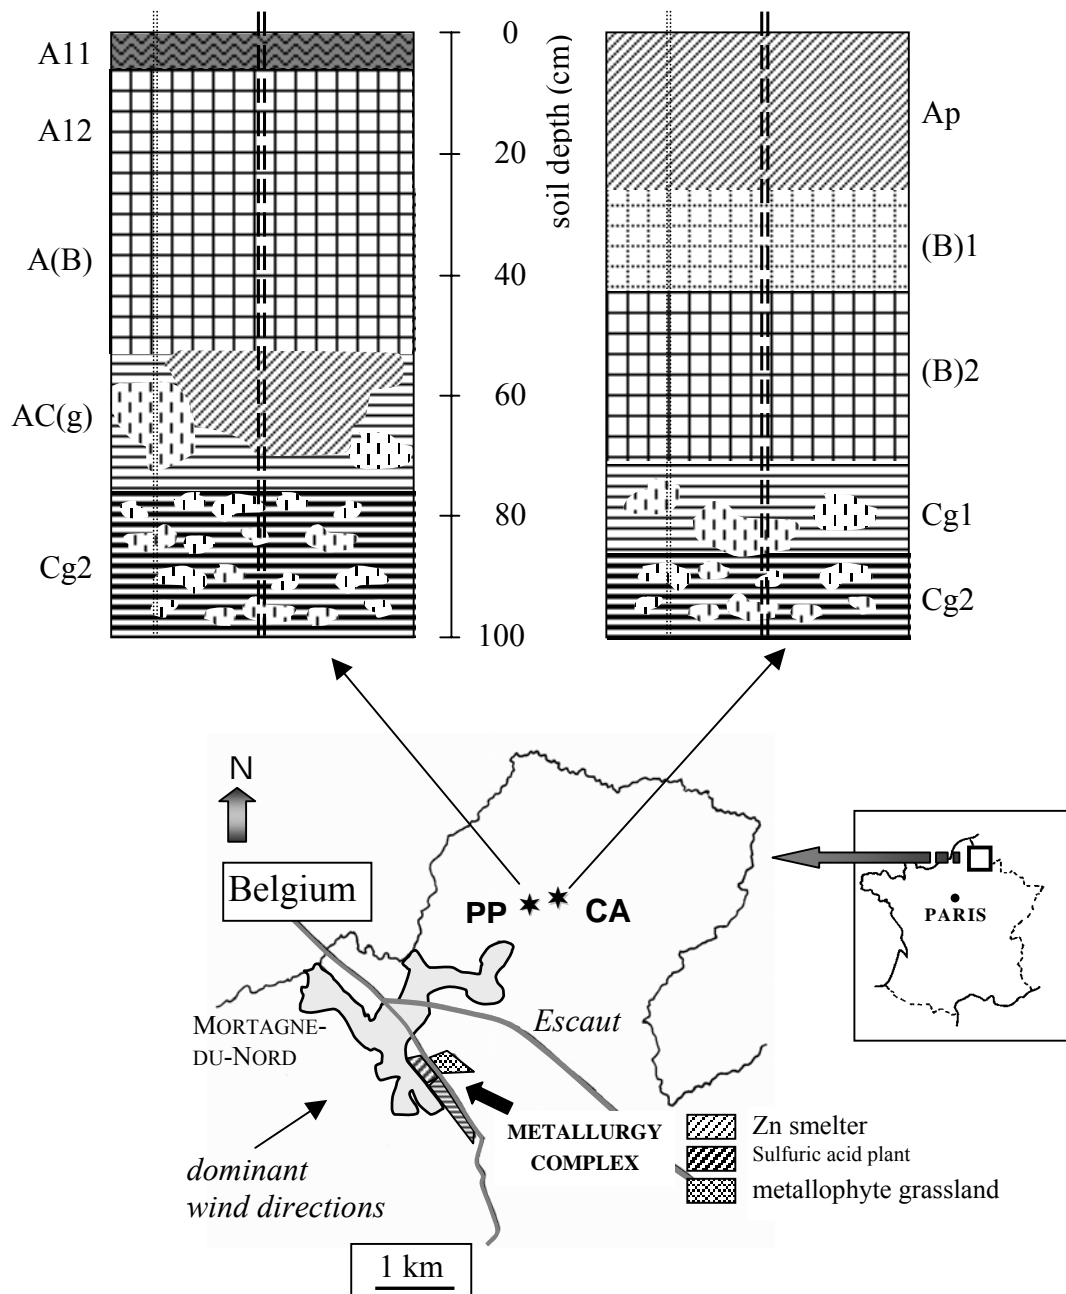 A11
A12
A(B)
AC(g)
Cg2
0
20
40
60
80
100
soil depth (cm)
Ap
(B)1
(B)2
Cg1
Cg2
N
Belgium
PP
CA
PARIS
MORTAGNE-
DU-NORD
Escaut
dominant
wind directions
METALLURGY
COMPLEX
Zn smelter
Sulfuric acid plant
metallophyte grassland
1 km